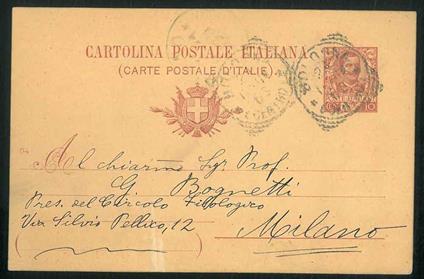 CARTOLINA POSTALE ITALIANA
(CARTE POSTALE D'ITALIE)
10
Al chiarmo Sgr Prof.
G. Bognetti
Pres. del Circolo Filologico
Via Silvio Pellico, 12
Milano